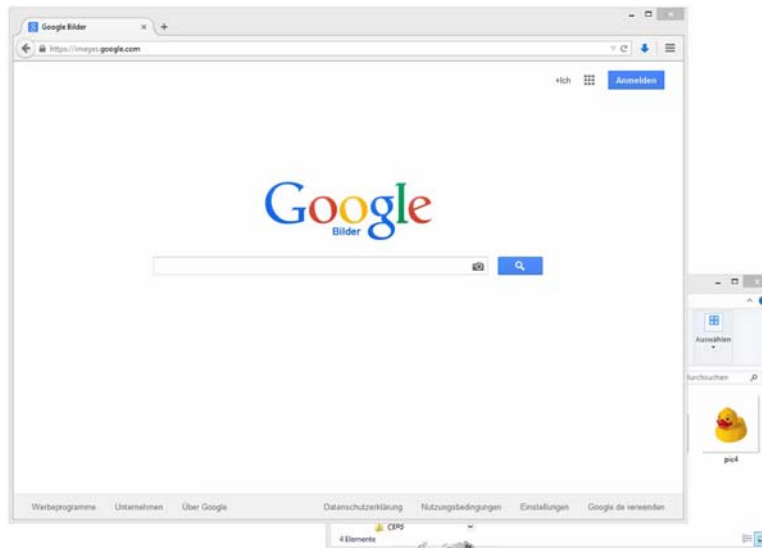 Google Bilder
https://images.google.com
+Ich
Anmelden
Google
Bilder
Auswählen
durchsuchen
pic4
Werbeprogramme Unternehmen Über Google Datenschutzerklärung Nutzungsbedingungen Einstellungen Google.de verwenden
CEPS
4 Elemente